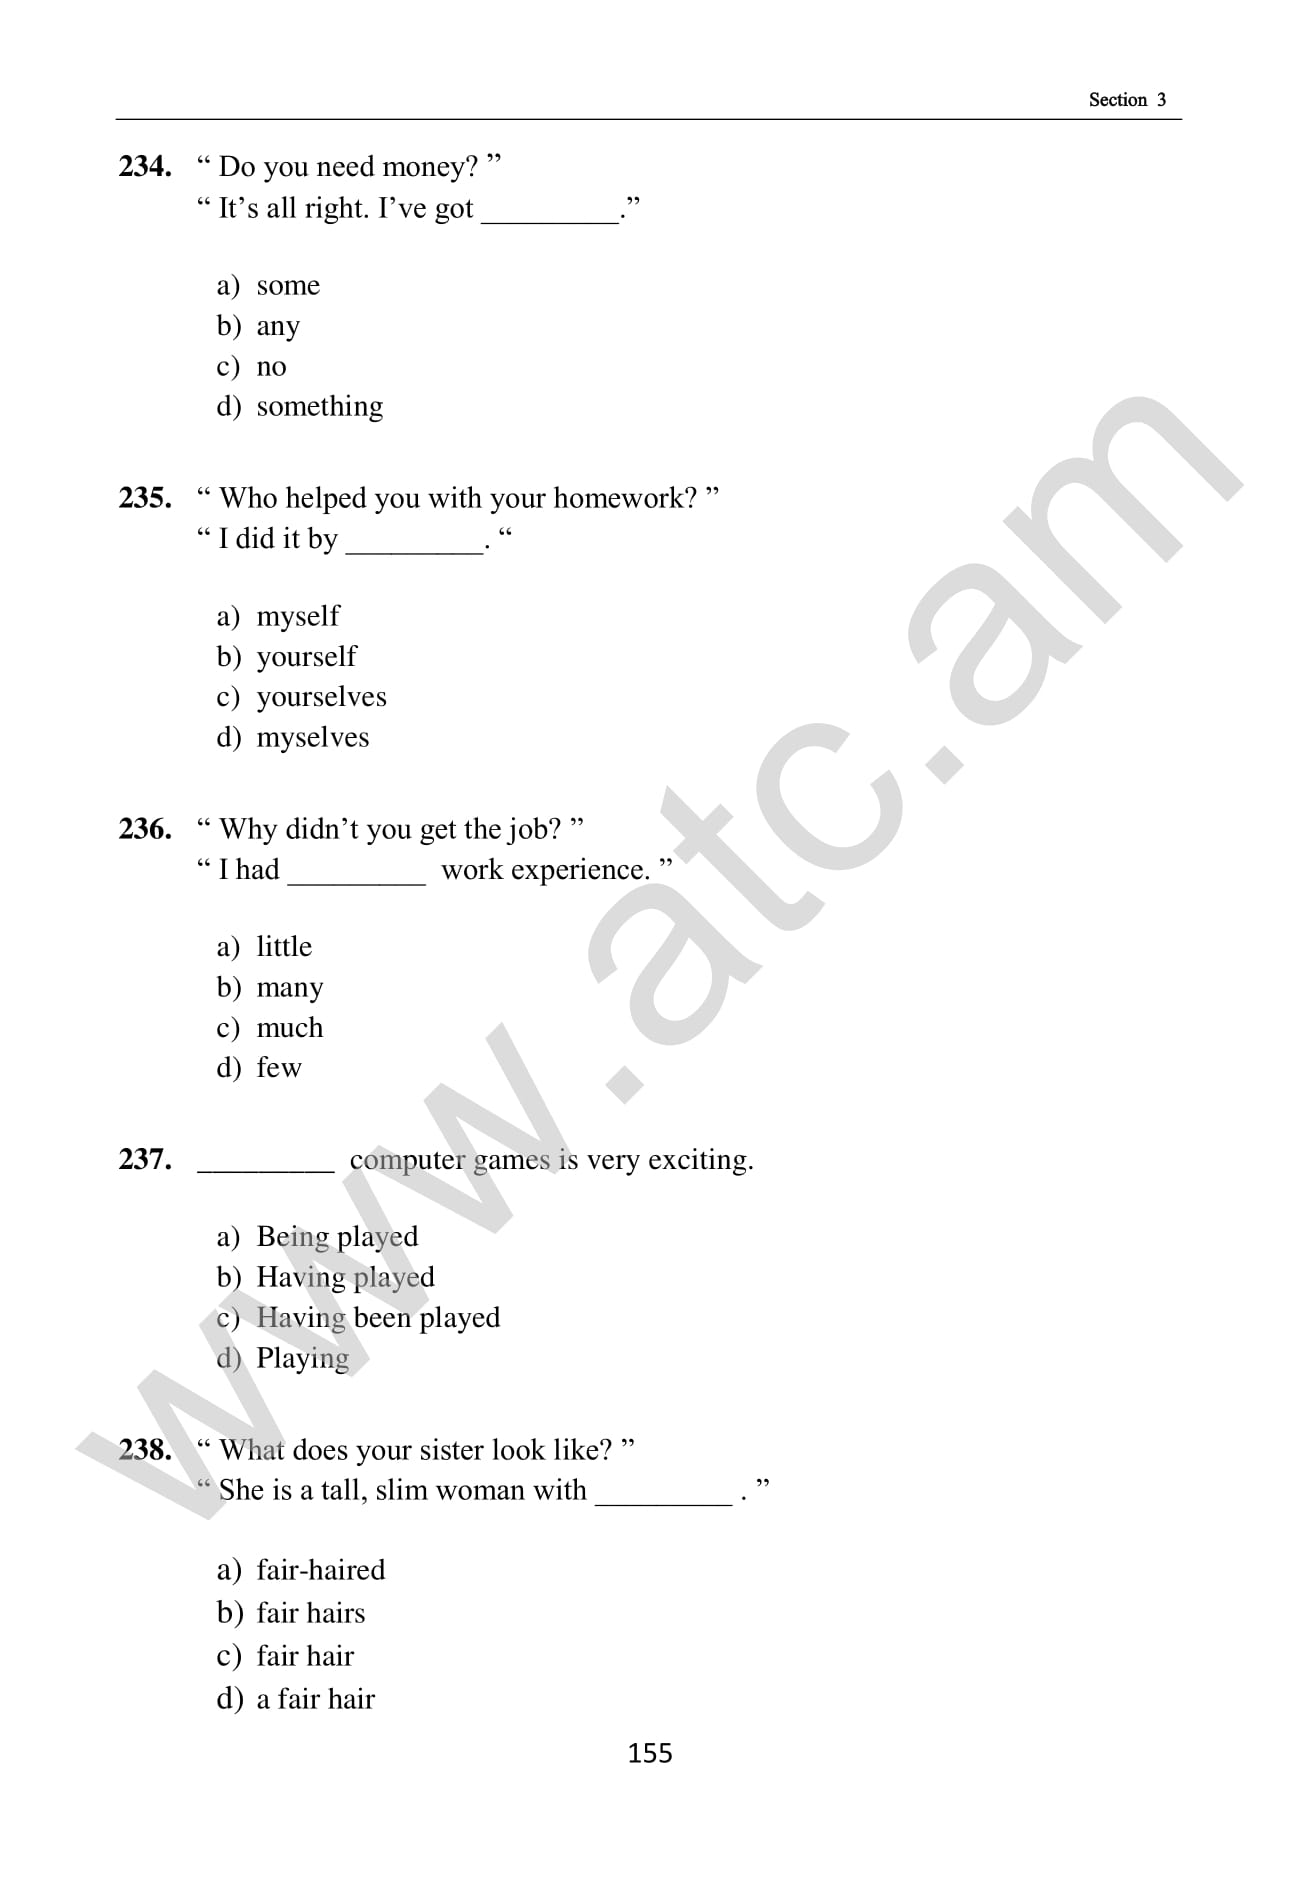 Section 3
234. “ Do you need money? ”
“ It’s all right. I’ve got _________.”
a) some
b) any
c) no
d) something
235. “ Who helped you with your homework? ”
“ I did it by _________. “
a) myself
b) yourself
c) yourselves
d) myselves
236. “ Why didn’t you get the job? ”
“ I had _________ work experience. ”
a) little
b) many
c) much
d) few
237. _________ computer games is very exciting.
a) Being played
b) Having played
c) Having been played
d) Playing
238. “ What does your sister look like? ”
“ She is a tall, slim woman with _________ . ”
a) fair-haired
b) fair hairs
c) fair hair
d) a fair hair
155
www.atc.am